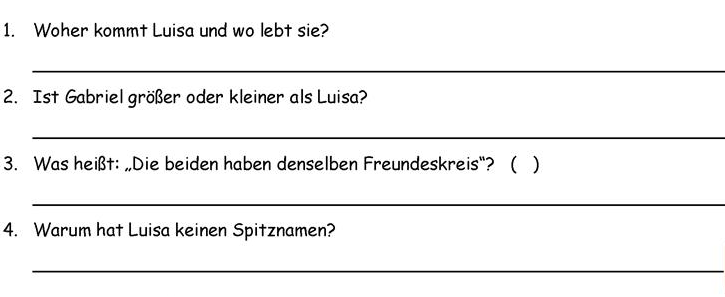 1. Woher kommt Luisa und wo lebt sie?
2. Ist Gabriel größer oder kleiner als Luisa?
3. Was heißt: „Die beiden haben denselben Freundeskreis“? ( )
4. Warum hat Luisa keinen Spitznamen?